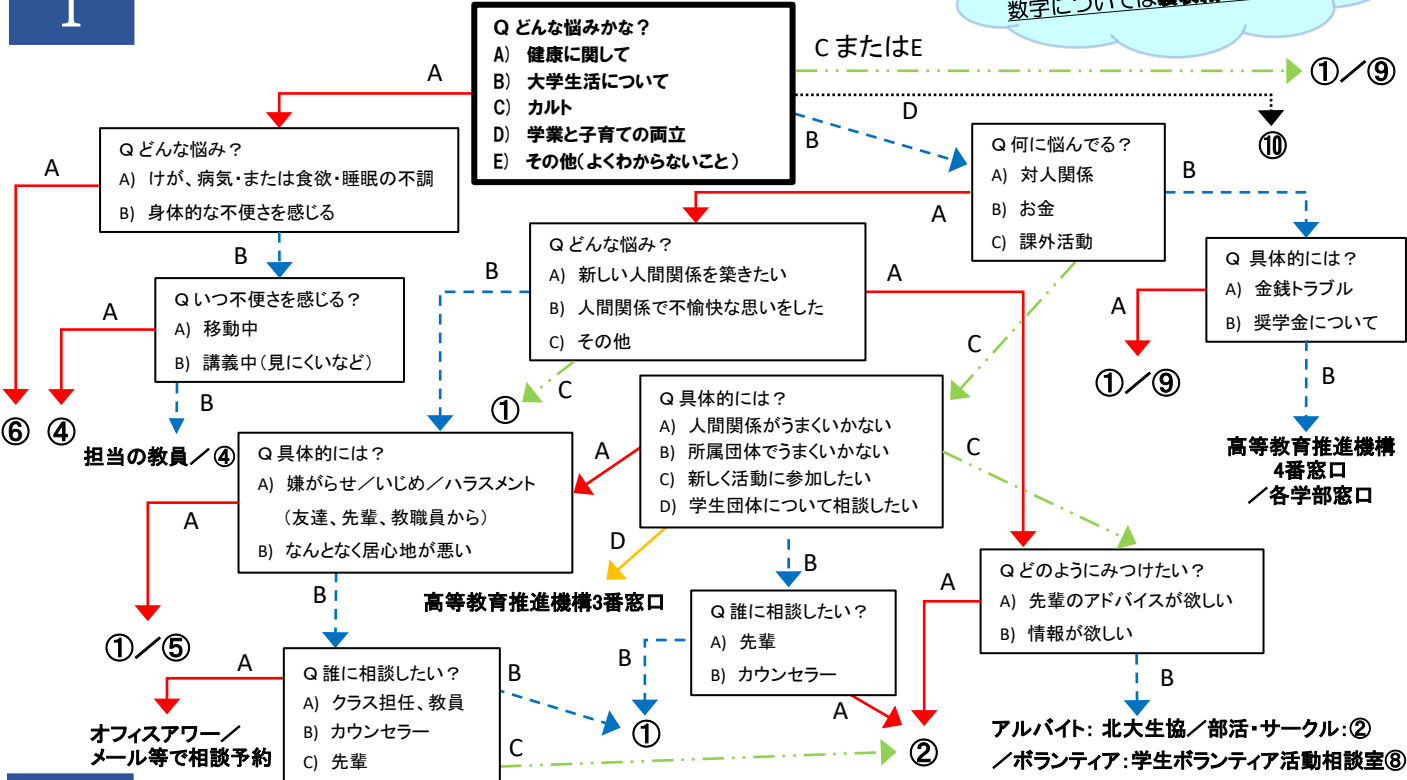 1
数字については
Q どんな悩みかな？
A) 健康に関して
B) 大学生活について
C) カルト
D) 学業と子育ての両立
E) その他（よくわからないこと）
A
C またはE
①／⑨
D
B
⑩
Q どんな悩み？
A) けが、病気・または食欲・睡眠の不調
B) 身体的な不便さを感じる
A
B
Q 何に悩んでる？
A) 対人関係
B) お金
C) 課外活動
A
B
C
Q どんな悩み？
A) 新しい人間関係を築きたい
B) 人間関係で不愉快な思いをした
C) その他
B
A
C
①
Q 具体的には？
A) 金銭トラブル
B) 奨学金について
A
B
①／⑨
高等教育推進機構
4番窓口
／各学部窓口
Q いつ不便さを感じる？
A) 移動中
B) 講義中（見にくいなど）
A
B
⑥
④
担当の教員／④
Q 具体的には？
A) 人間関係がうまくいかない
B) 所属団体でうまくいかない
C) 新しく活動に参加したい
D) 学生団体について相談したい
A
C
D
B
高等教育推進機構3番窓口
Q 具体的には？
A) 嫌がらせ／いじめ／ハラスメント
（友達、先輩、教職員から）
B) なんとなく居心地が悪い
A
B
①／⑤
Q 誰に相談したい？
A) 先輩
B) カウンセラー
B
A
Q どのようにみつけたい？
A) 先輩のアドバイスが欲しい
B) 情報が欲しい
A
B
Q 誰に相談したい？
A) クラス担任、教員
B) カウンセラー
C) 先輩
A
B
C
オフィスアワー／
メール等で相談予約
①
②
アルバイト：北大生協／部活・サークル：②
／ボランティア：学生ボランティア活動相談室⑧